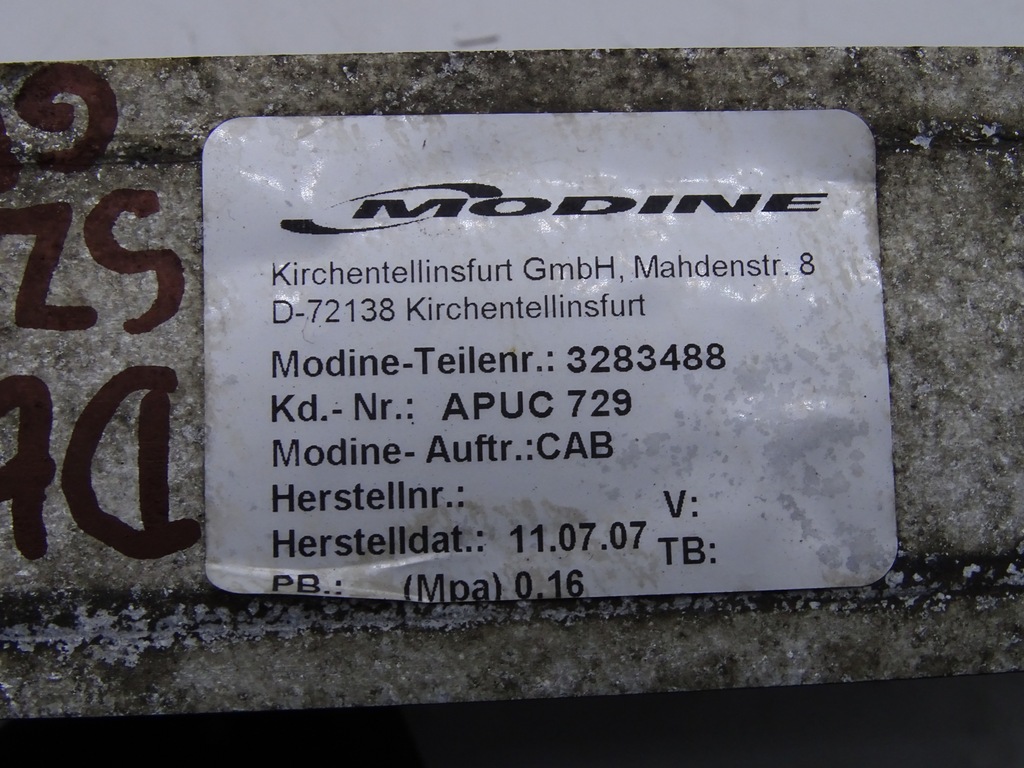 MODINE
Kirchentellinsfurt GmbH, Mahdenstr. 8
D-72138 Kirchentellinsfurt
Modine-Teilenr.: 3283488
Kd.- Nr.: APUC 729
Modine- Auftr.:CAB
Herstellnr.:
V:
Herstelldat.: 11.07.07
TB:
PB.: (Mpa) 0.16